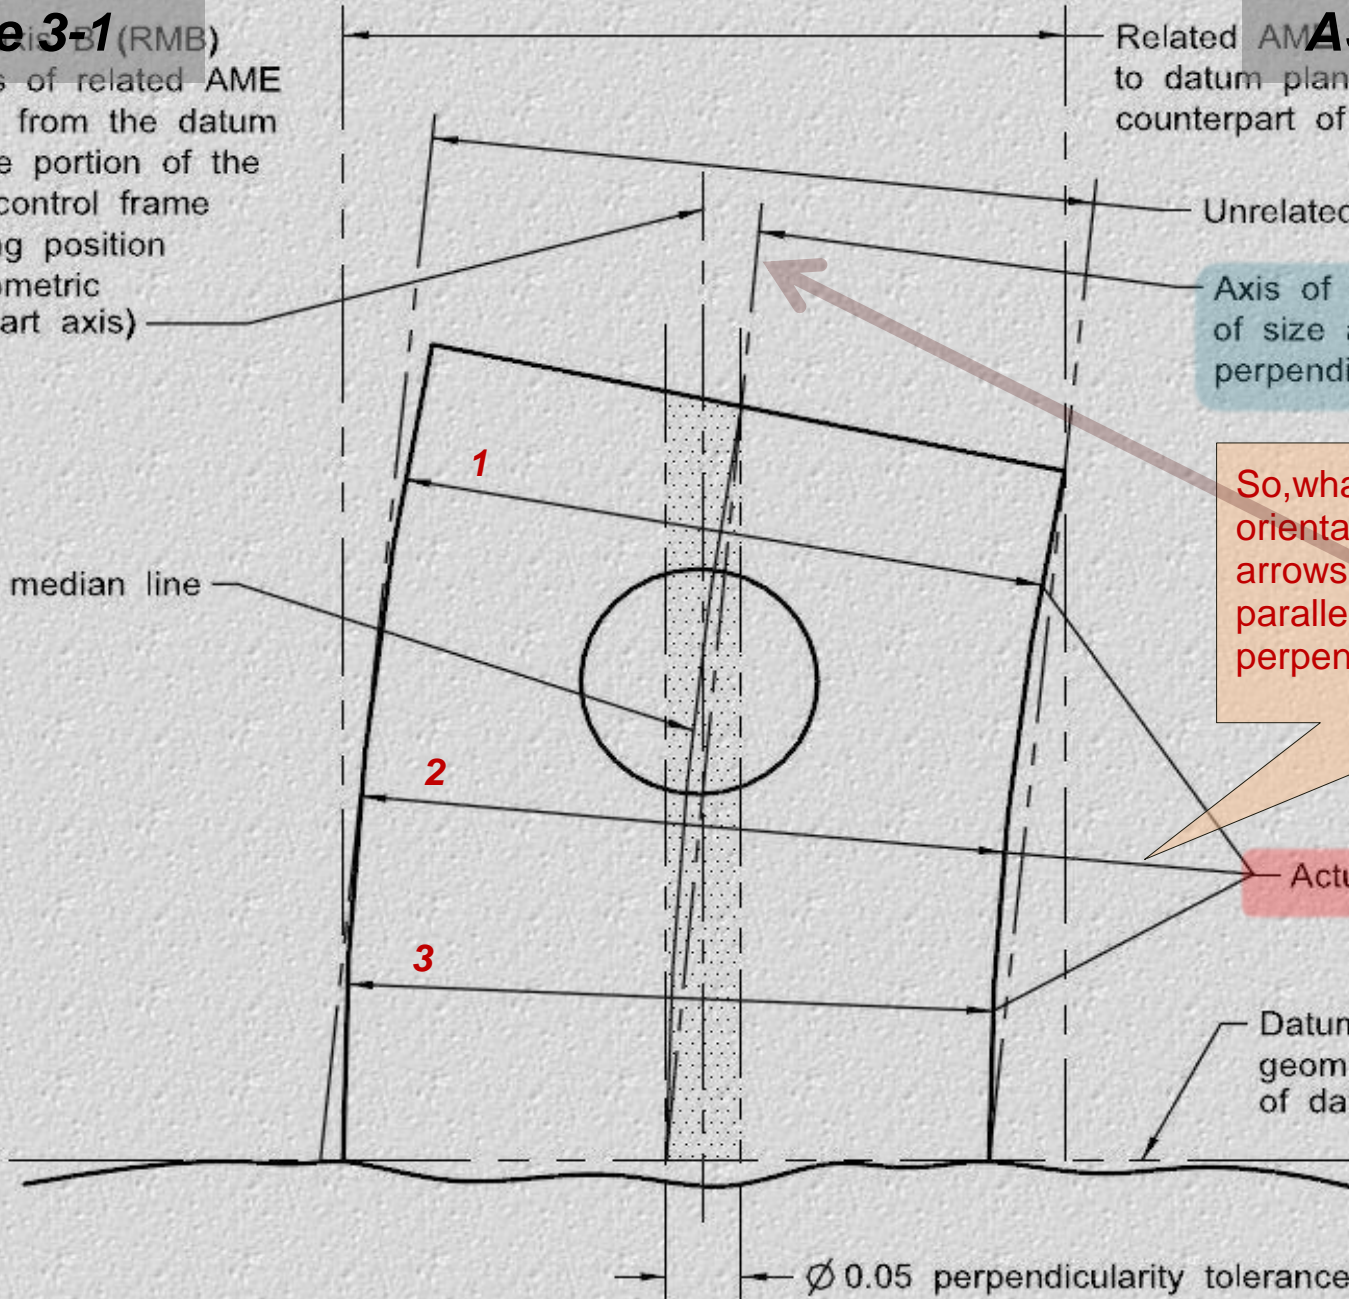 e 3-1
B (RMB)
s of related AME
from the datum
e portion of the
control frame
g position
ometric
art axis)
Related AME
to datum plan
counterpart of
Unrelated
Axis of
of size
perpendi
So,wha
orienta
arrows
paralle
perpen
1
median line
2
Actu
3
Datum
geom
of da
Ø 0.05 perpendicularity tolerance